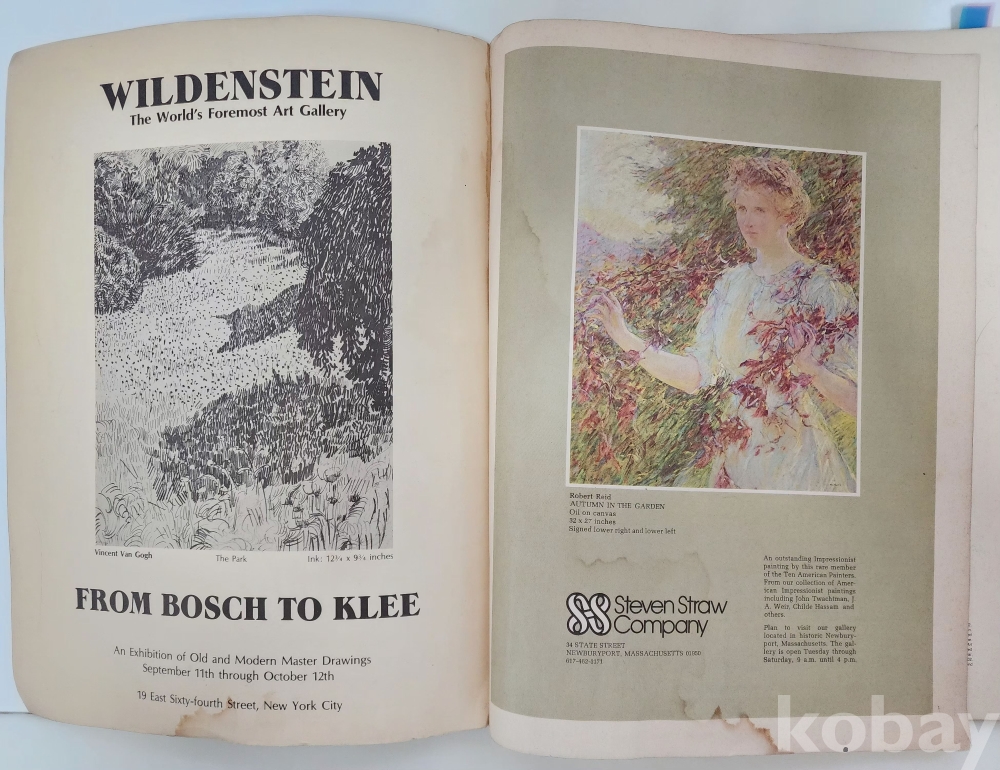 WILDENSTEIN
The World's Foremost Art Gallery
Vincent Van Gogh
The Park
Ink: 12¾ x 9¾ inches
FROM BOSCH TO KLEE
An Exhibition of Old and Modern Master Drawings
September 11th through October 12th
19 East Sixty-fourth Street, New York City
Robert Reid
AUTUMN IN THE GARDEN
Oil on canvas
32 x 27 inches
Signed lower right and lower left
Steven Straw
Company
34 STATE STREET
NEWBURYPORT, MASSACHUSETTS 01950
617-462-3171
An outstanding Impressionist
painting by this rare member
of the Ten American Painters.
From our collection of Amer-
ican Impressionist paintings
including John Twachtman, J.
A. Weir, Childe Hassam and
others.
Plan to visit our gallery
located in historic Newbury-
port, Massachusetts. The gal-
lery is open Tuesday through
Saturday, 9 a.m. until 4 p.m.
kobay